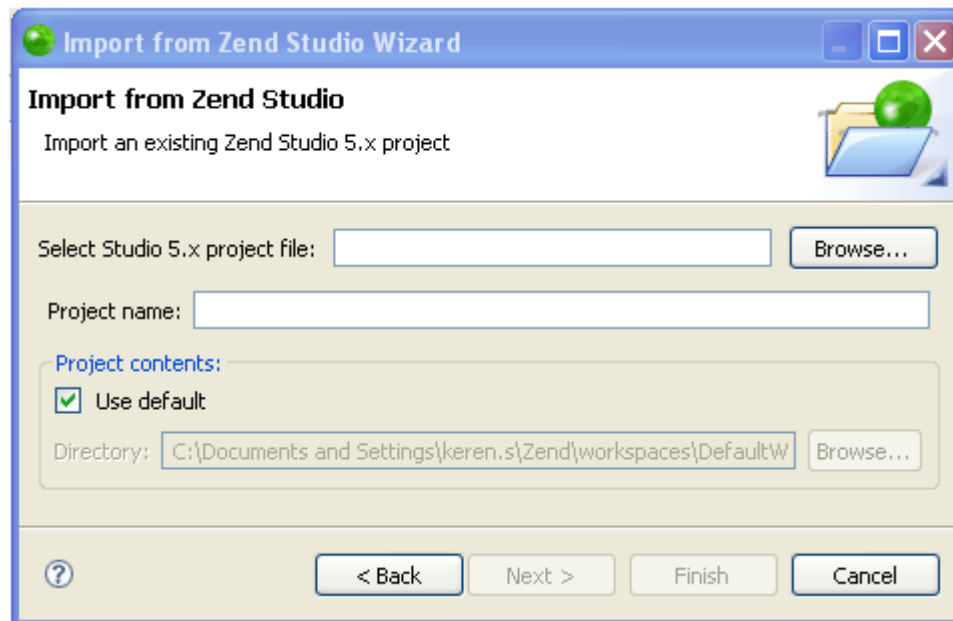 Import from Zend Studio Wizard
Import from Zend Studio
Import an existing Zend Studio 5.x project
Select Studio 5.x project file: Browse...
Project name:
Project contents:
Use default
Directory: C:\Documents and Settings\keren.s\Zend\workspaces\DefaultW Browse...
? < Back Next > Finish Cancel